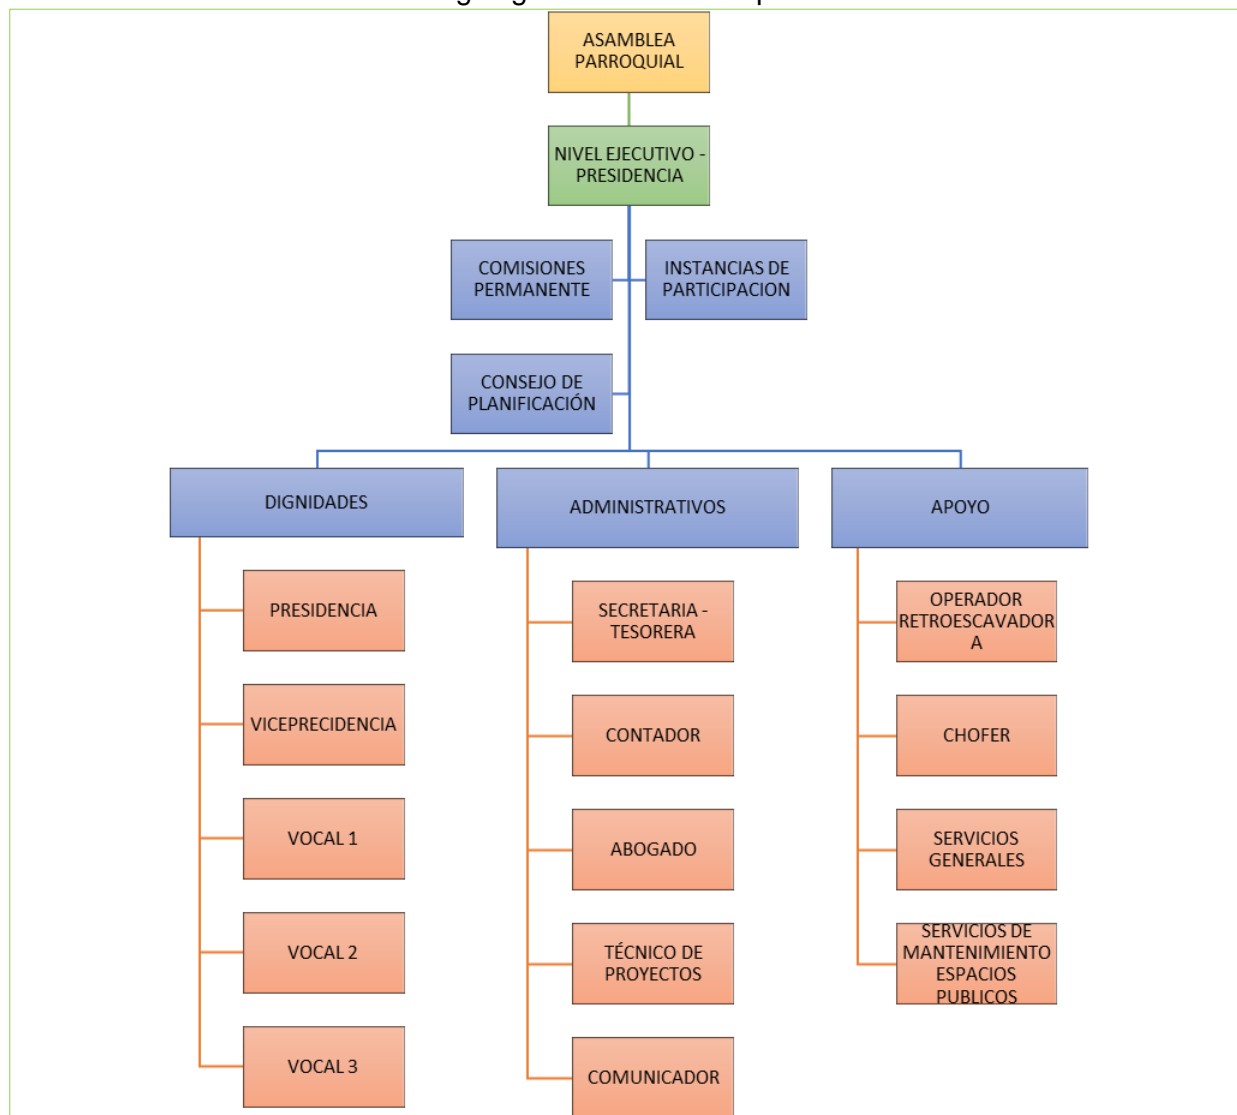 ASAMBLEA
PARROQUIAL
NIVEL EJECUTIVO -
PRESIDENCIA
COMISIONES
PERMANENTE
INSTANCIAS DE
PARTICIPACION
CONSEJO DE
PLANIFICACIÓN
DIGNIDADES
ADMINISTRATIVOS
APOYO
PRESIDENCIA
VICEPRECIDENCIA
VOCAL 1
VOCAL 2
VOCAL 3
SECRETARIA -
TESORERA
CONTADOR
ABOGADO
TÉCNICO DE
PROYECTOS
COMUNICADOR
OPERADOR
RETROESCAVADOR
A
CHOFER
SERVICIOS
GENERALES
SERVICIOS DE
MANTENIMIENTO
ESPACIOS
PUBLICOS